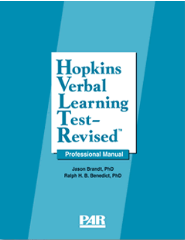 Hopkins
Verbal
Learning
Test–
Revised™
Professional Manual
Jason Brandt, PhD
Ralph H. B. Benedict, PhD
PAR